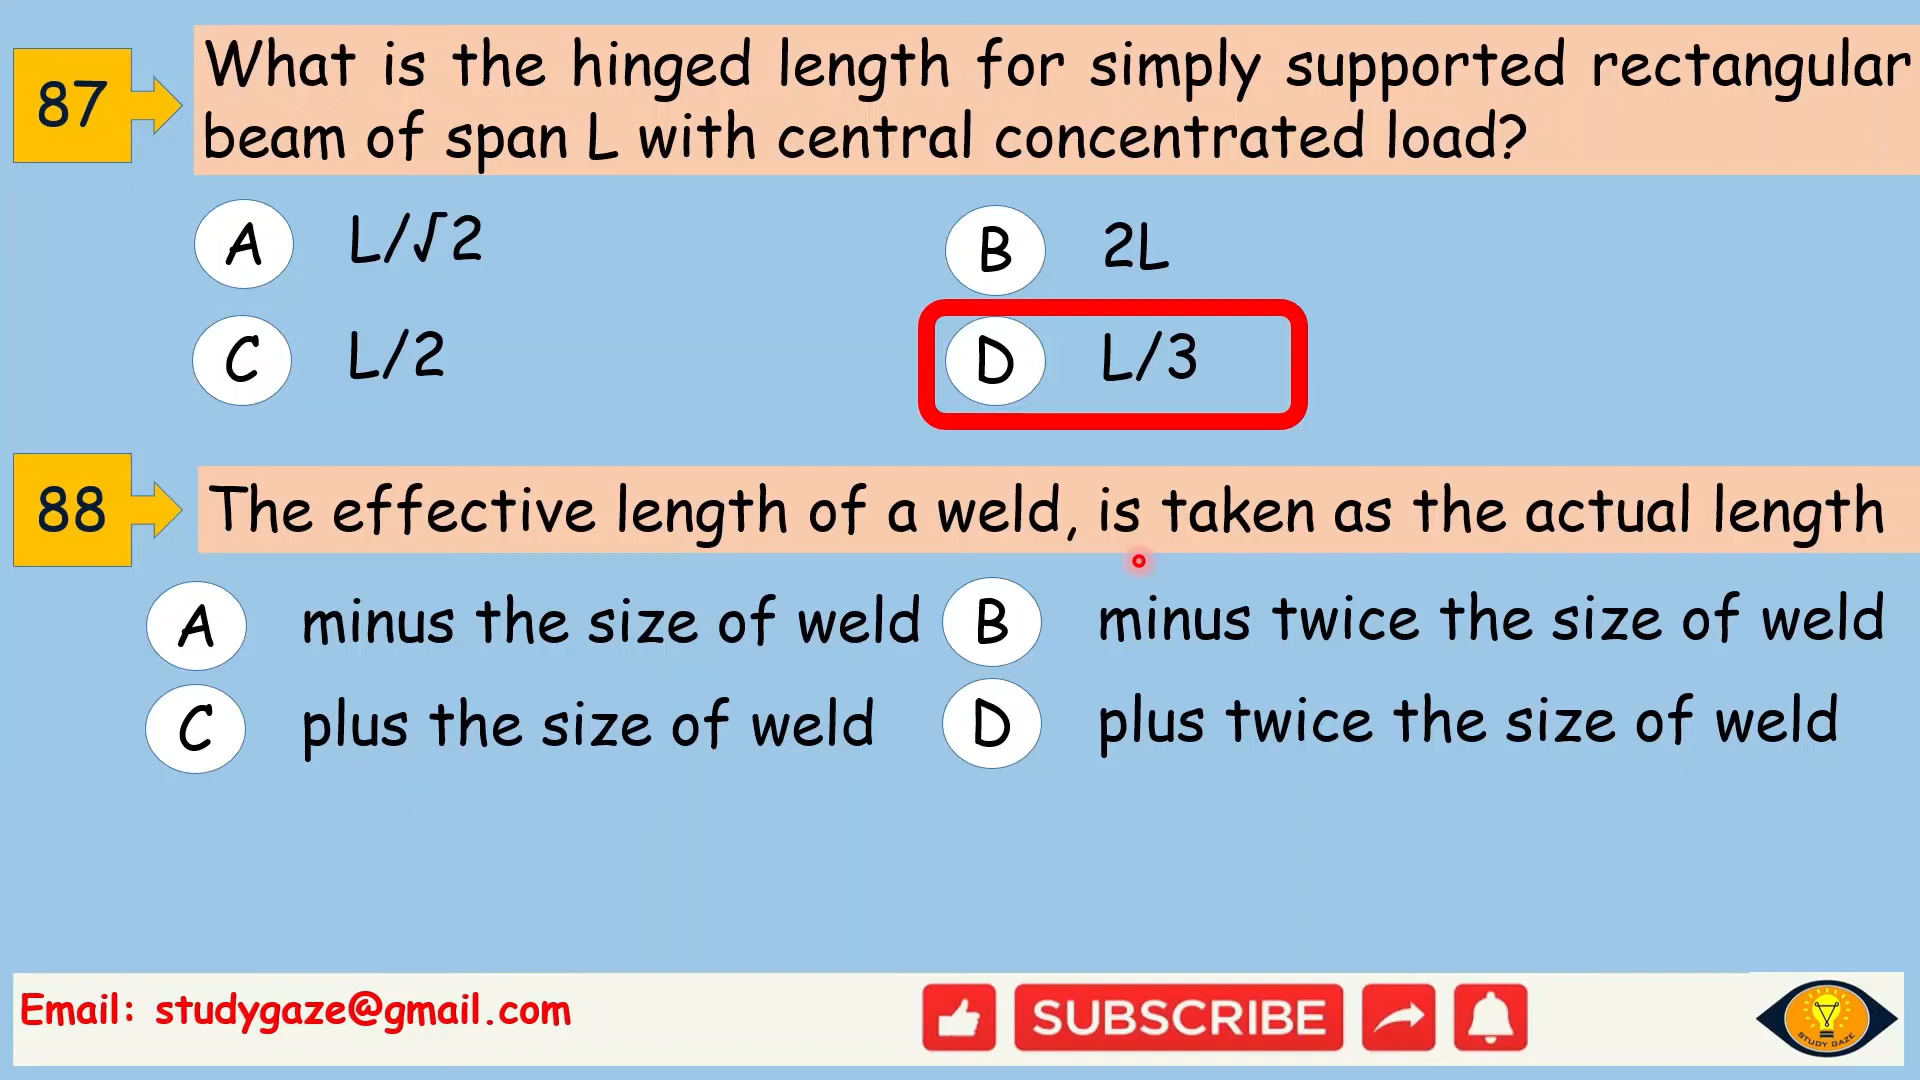 87
What is the hinged length for simply supported rectangular
beam of span L with central concentrated load?
A L/√2
B 2L
C L/2
D L/3
88
The effective length of a weld, is taken as the actual length
A minus the size of weld
B minus twice the size of weld
C plus the size of weld
D plus twice the size of weld
Email: studygaze@gmail.com
SUBSCRIBE
STUDY GAZE